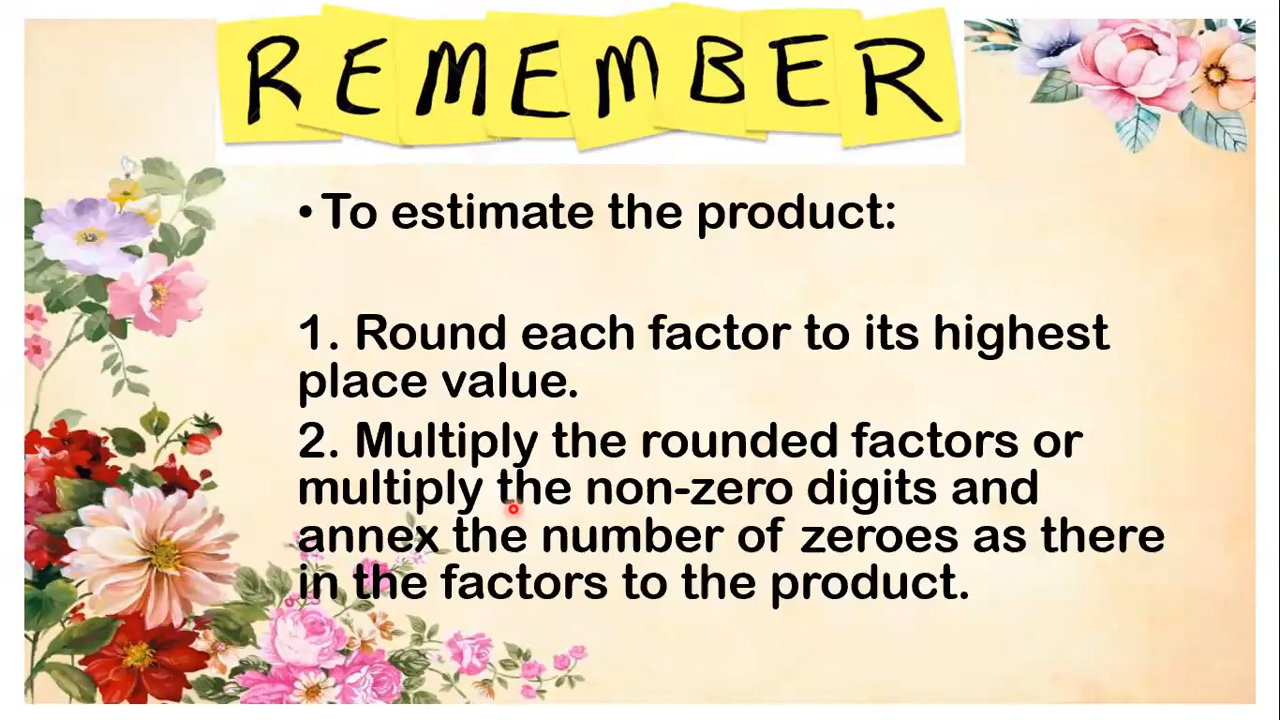 REMEMBER
• To estimate the product:
1. Round each factor to its highest
place value.
2. Multiply the rounded factors or
multiply the non-zero digits and
annex the number of zeroes as there
in the factors to the product.